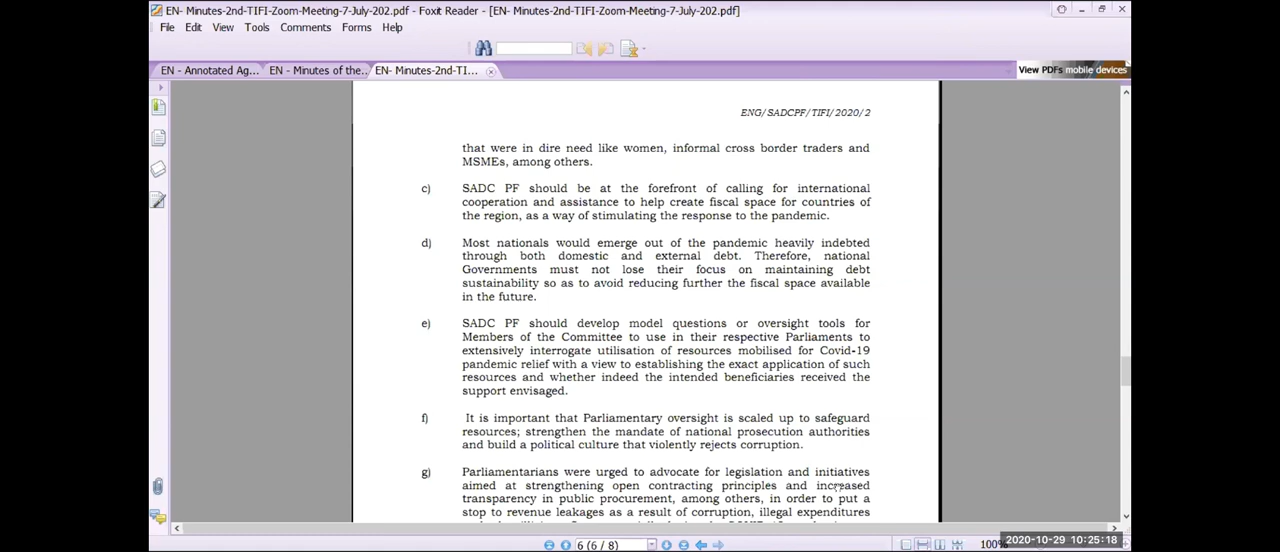 EN- Minutes-2nd-TIFI-Zoom-Meeting-7-July-202.pdf - Foxit Reader - [EN- Minutes-2nd-TIFI-Zoom-Meeting-7-July-202.pdf]
File Edit View Tools Comments Forms Help
EN - Annotated Ag... EN - Minutes of the... EN- Minutes-2nd-TI... View PDFs mobile devices
ENG/SADCPF/TIFI/2020/2
that were in dire need like women, informal cross border traders and
MSMEs, among others.
c) SADC PF should be at the forefront of calling for international
cooperation and assistance to help create fiscal space for countries of
the region, as a way of stimulating the response to the pandemic.
d) Most nationals would emerge out of the pandemic heavily indebted
through both domestic and external debt. Therefore, national
Governments must not lose their focus on maintaining debt
sustainability so as to avoid reducing further the fiscal space available
in the future.
e) SADC PF should develop model questions or oversight tools for
Members of the Committee to use in their respective Parliaments to
extensively interrogate utilisation of resources mobilised for Covid-19
pandemic relief with a view to establishing the exact application of such
resources and whether indeed the intended beneficiaries received the
support envisaged.
f) It is important that Parliamentary oversight is scaled up to safeguard
resources; strengthen the mandate of national prosecution authorities
and build a political culture that violently rejects corruption.
g) Parliamentarians were urged to advocate for legislation and initiatives
aimed at strengthening open contracting principles and increased
transparency in public procurement, among others, in order to put a
stop to revenue leakages as a result of corruption, illegal expenditures
6 (6 / 8) 100% 2020-10-29 10:25:18